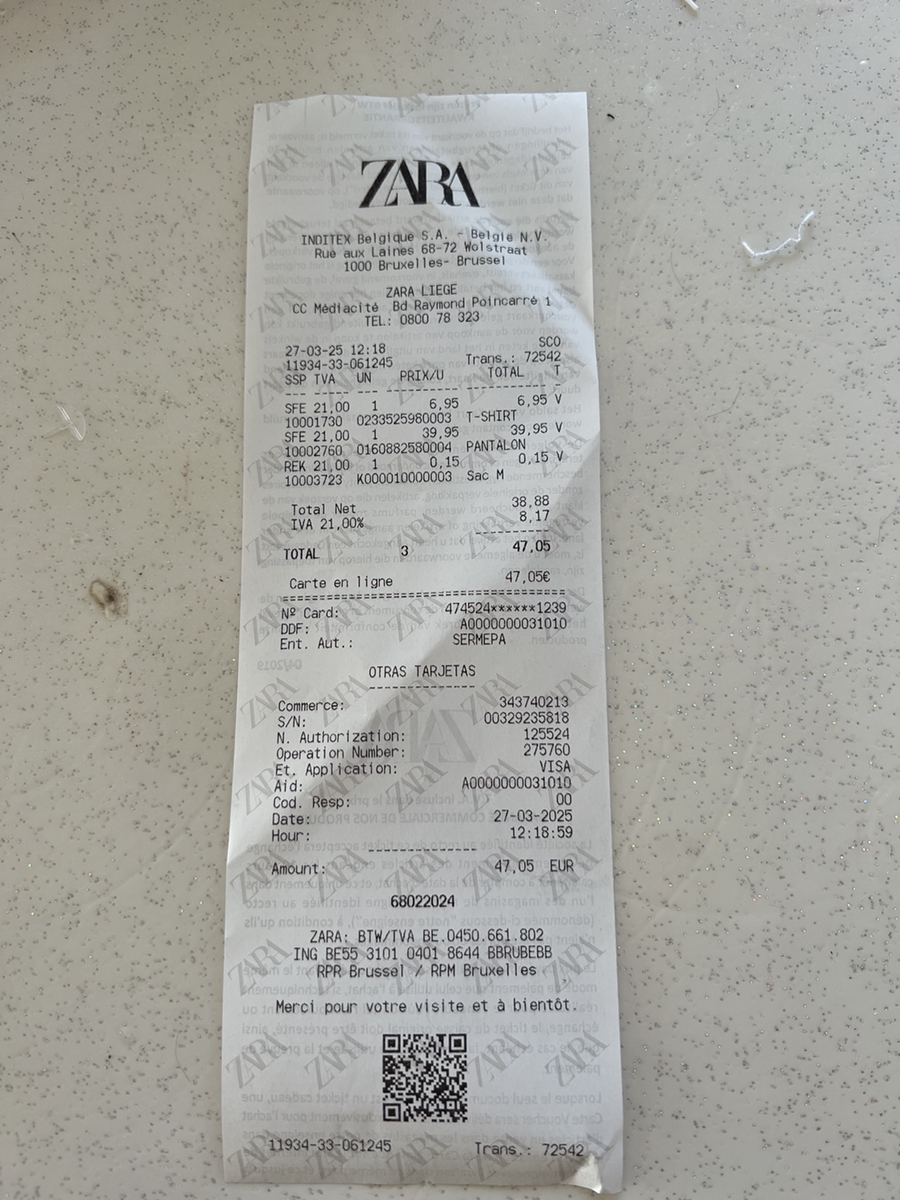 ZARA
INDITEX Belgique S.A. - Belgie N.V.
Rue aux Laines 68-72 Wolstraat
1000 Bruxelles- Brussel
ZARA LIEGE
CC Médiacité Bd Raymond Poincarré 1
TEL: 0800 78 323
27-03-25 12:18 SCO
11934-33-061245 Trans.: 72542
SSP TVA UN PRIX/U TOTAL T
SFE 21,00 1 6,95 6,95 V
10001730 0233525980003 T-SHIRT
SFE 21,00 1 39,95 39,95 V
10002760 0160882580004 PANTALON
REK 21,00 1 0,15 0,15 V
10003723 K000010000003 Sac M
Total Net 38,88
IVA 21,00% 8,17
TOTAL 3 47,05
Carte en ligne 47,05€
Nº Card: 474524******1239
DDF: A0000000031010
Ent. Aut.: SERMEPA
OTRAS TARJETAS
Commerce: 343740213
S/N: 00329235818
N. Authorization: 125524
Operation Number: 275760
Et. Application: VISA
Aid: A0000000031010
Cod. Resp: 00
Date: 27-03-2025
Hour: 12:18:59
Amount: 47,05 EUR
68022024
ZARA: BTW/TVA BE.0450.661.802
ING BE55 3101 0401 8644 BBRUBEBB
RPR Brussel / RPM Bruxelles
Merci pour votre visite et à bientôt.
11934-33-061245 Trans.: 72542